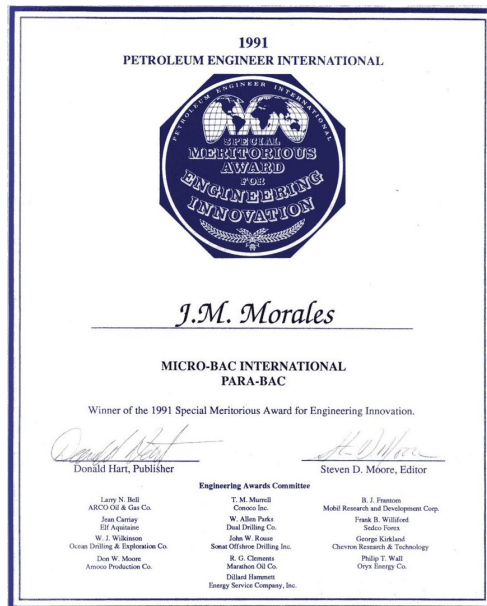 1991
PETROLEUM ENGINEER INTERNATIONAL
PETROLEUM ENGINEER INTERNATIONAL
SPECIAL
MERITORIOUS
AWARD
FOR
ENGINEERING
INNOVATION
J.M. Morales
MICRO-BAC INTERNATIONAL
PARA-BAC
Winner of the 1991 Special Meritorious Award for Engineering Innovation.
Donald Hart, Publisher
Steven D. Moore, Editor
Engineering Awards Committee
Larry N. Bell
ARCO Oil & Gas Co.
Jean Carriay
Elf Aquitaine
W. J. Wilkinson
Ocean Drilling & Exploration Co.
Don W. Moore
Amoco Production Co.
T. M. Murrell
Conoco Inc.
W. Allen Parks
Dual Drilling Co.
John W. Rouse
Sonat Offshore Drilling Inc.
R. G. Clements
Marathon Oil Co.
Dillard Hammett
Energy Service Company, Inc.
B. J. Frantom
Mobil Research and Development Corp.
Frank B. Williford
Sedco Forex
George Kirkland
Chevron Research & Technology
Philip T. Wall
Oryx Energy Co.